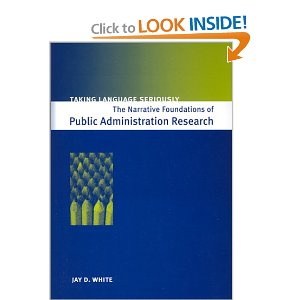 Click to LOOK INSIDE!
TAKING LANGUAGE SERIOUSLY
The Narrative Foundations of
Public Administration Research
JAY D. WHITE